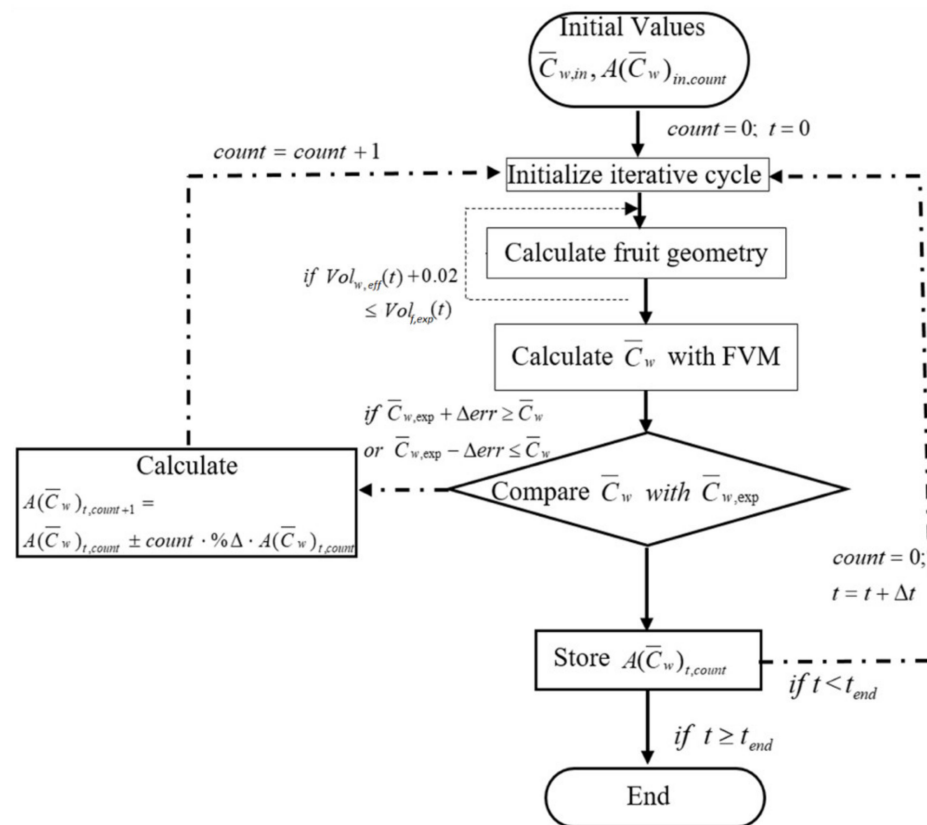 Initial Values
C̅w,in, A(C̅w)in,count
count=0; t=0
count = count +1
Initialize iterative cycle
Calculate fruit geometry
if Volw,eff(t)+0.02
≤ Volf,exp(t)
Calculate C̅w with FVM
if C̅w,exp + Δerr ≥ C̅w
or C̅w,exp − Δerr ≤ C̅w
Calculate
A(C̅w)t,count+1 =
A(C̅w)t,count ± count · %Δ · A(C̅w)t,count
Compare C̅w with C̅w,exp
count = 0;
t = t + Δt
Store A(C̅w)t,count
if t < tend
if t ≥ tend
End